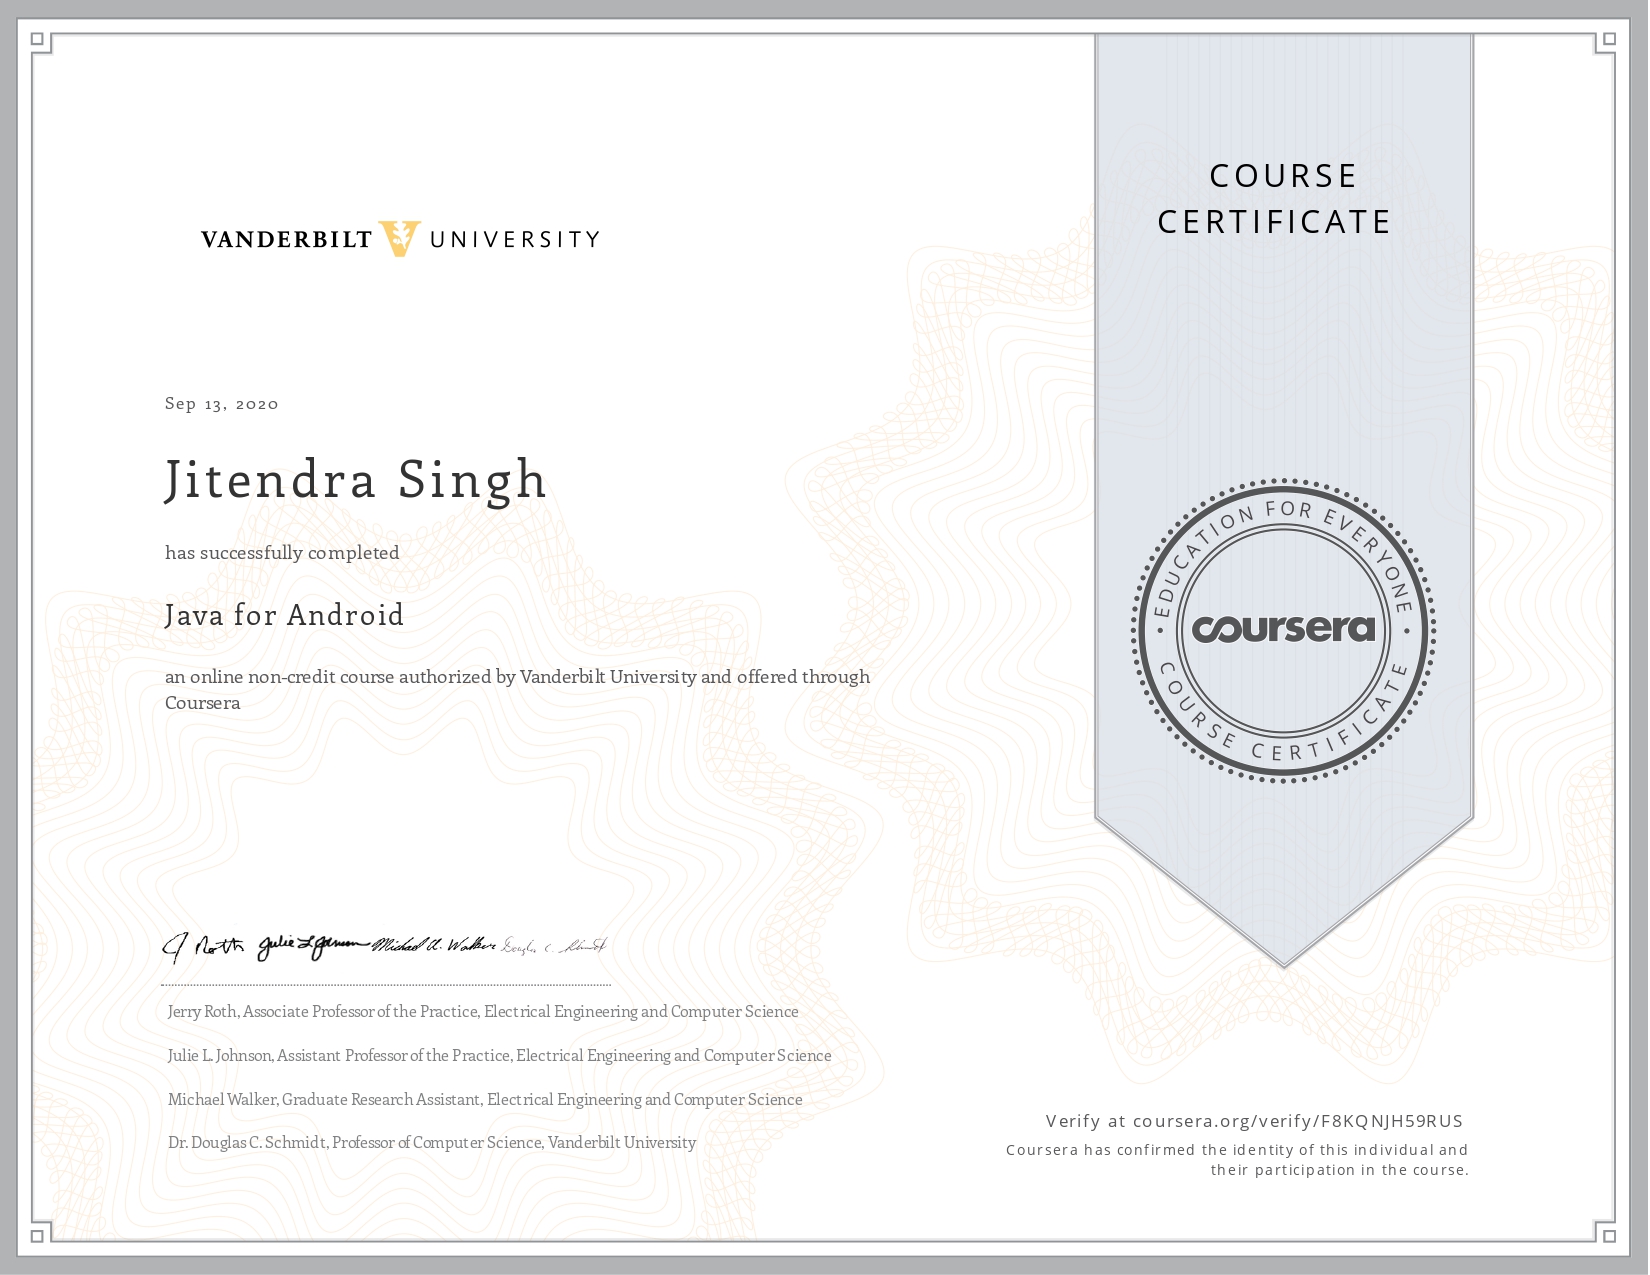 VANDERBILT V UNIVERSITY
Sep 13, 2020
Jitendra Singh
has successfully completed
Java for Android
an online non-credit course authorized by Vanderbilt University and offered through
Coursera
J Roth Julie L Johnson Michael A. Walker Douglas C. Schmidt
Jerry Roth, Associate Professor of the Practice, Electrical Engineering and Computer Science
Julie L. Johnson, Assistant Professor of the Practice, Electrical Engineering and Computer Science
Michael Walker, Graduate Research Assistant, Electrical Engineering and Computer Science
Dr. Douglas C. Schmidt, Professor of Computer Science, Vanderbilt University
COURSE
CERTIFICATE
EDUCATION FOR EVERYONE
coursera
COURSE CERTIFICATE
Verify at coursera.org/verify/F8KQNJH59RUS
Coursera has confirmed the identity of this individual and
their participation in the course.